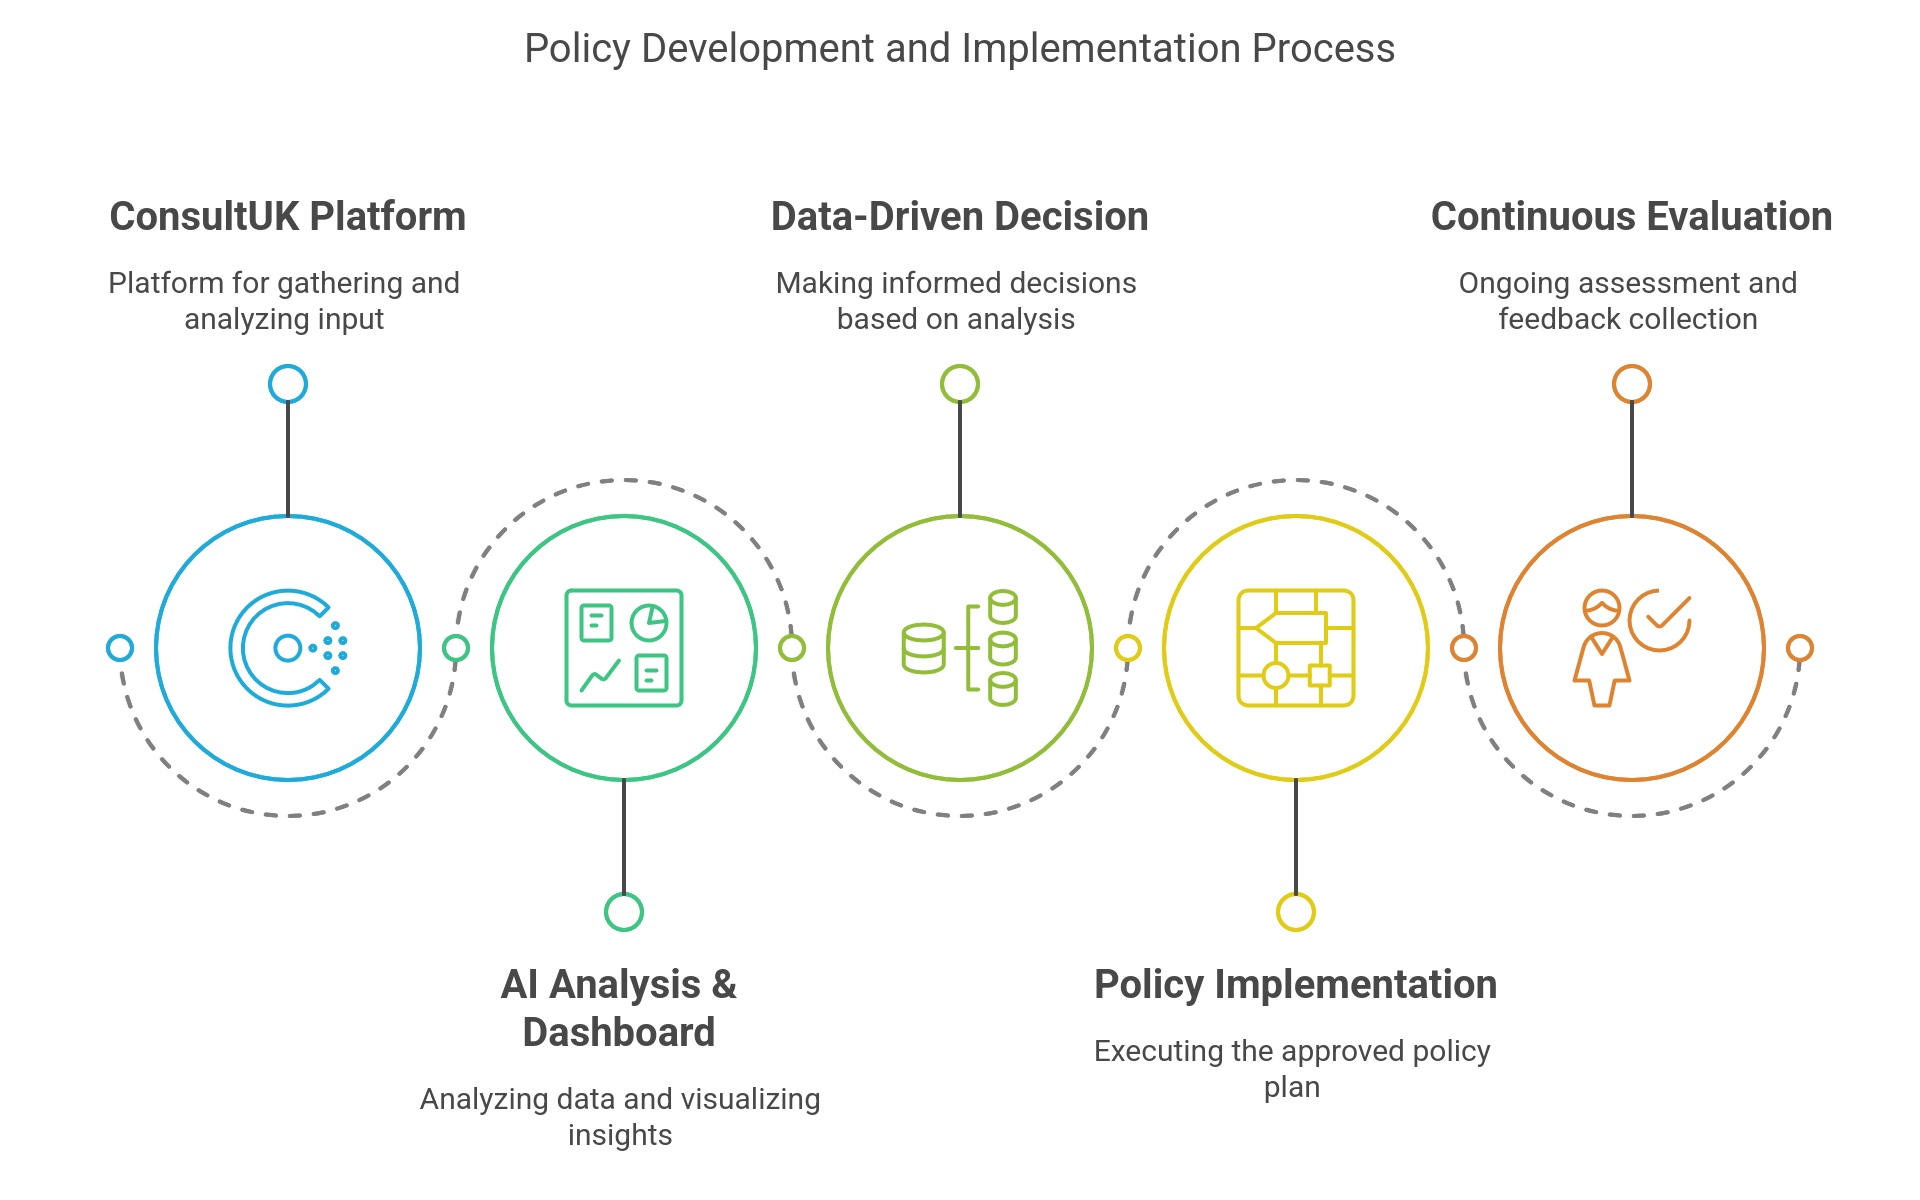 Policy Development and Implementation Process
ConsultUK Platform
Platform for gathering and
analyzing input
Data-Driven Decision
Making informed decisions
based on analysis
Continuous Evaluation
Ongoing assessment and
feedback collection
AI Analysis &
Dashboard
Analyzing data and visualizing
insights
Policy Implementation
Executing the approved policy
plan